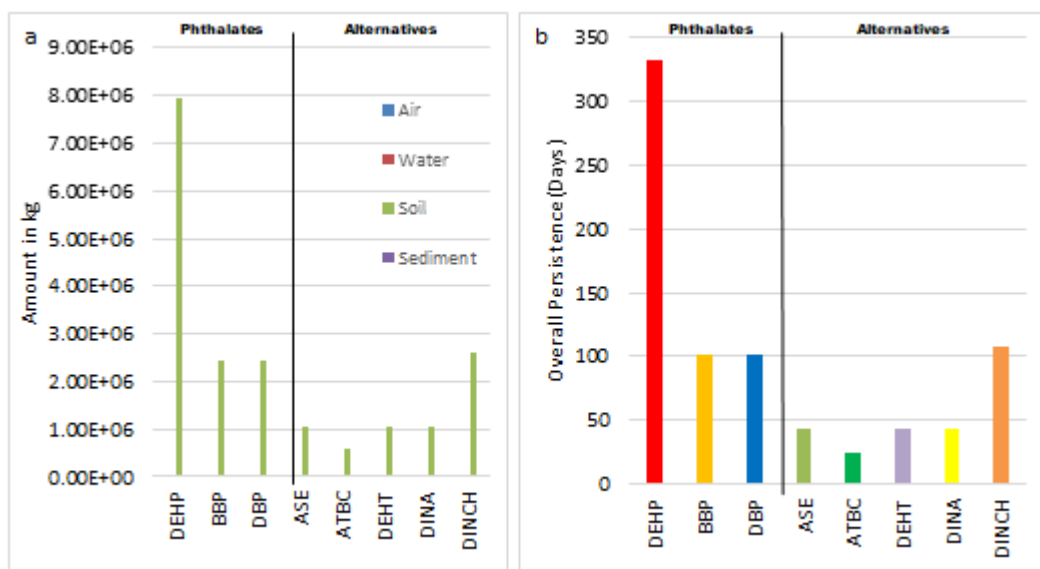 a
Phthalates Alternatives
9.00E+06
8.00E+06
7.00E+06
6.00E+06
5.00E+06
4.00E+06
3.00E+06
2.00E+06
1.00E+06
0.00E+00
Amount in kg
Air
Water
Soil
Sediment
DEHP BBP DBP ASE ATBC DEHT DINA DINCH
b
Phthalates Alternatives
350
300
250
200
150
100
50
0
Overall Persistence (Days)
DEHP BBP DBP ASE ATBC DEHT DINA DINCH